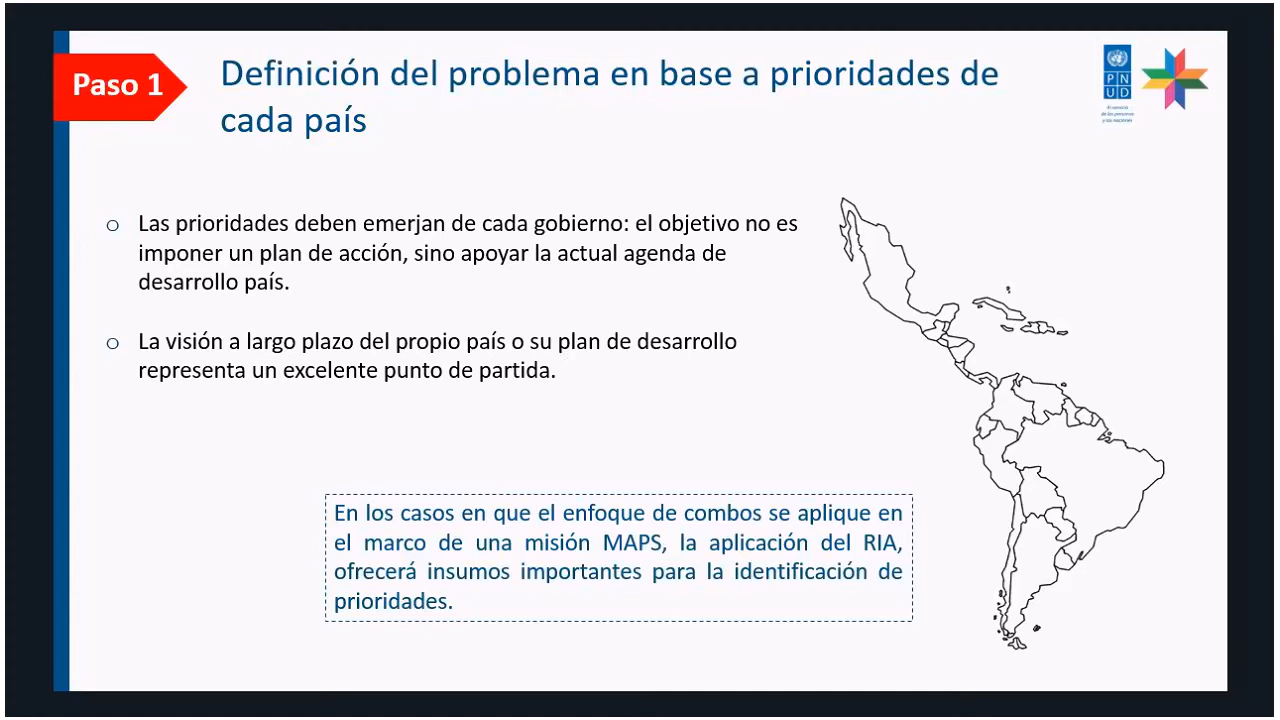 Paso 1
Definición del problema en base a prioridades de
cada país
P N
U D
Al servicio
de las personas
y las naciones
Las prioridades deben emerjan de cada gobierno: el objetivo no es
imponer un plan de acción, sino apoyar la actual agenda de
desarrollo país.
La visión a largo plazo del propio país o su plan de desarrollo
representa un excelente punto de partida.
En los casos en que el enfoque de combos se aplique en
el marco de una misión MAPS, la aplicación del RIA,
ofrecerá insumos importantes para la identificación de
prioridades.